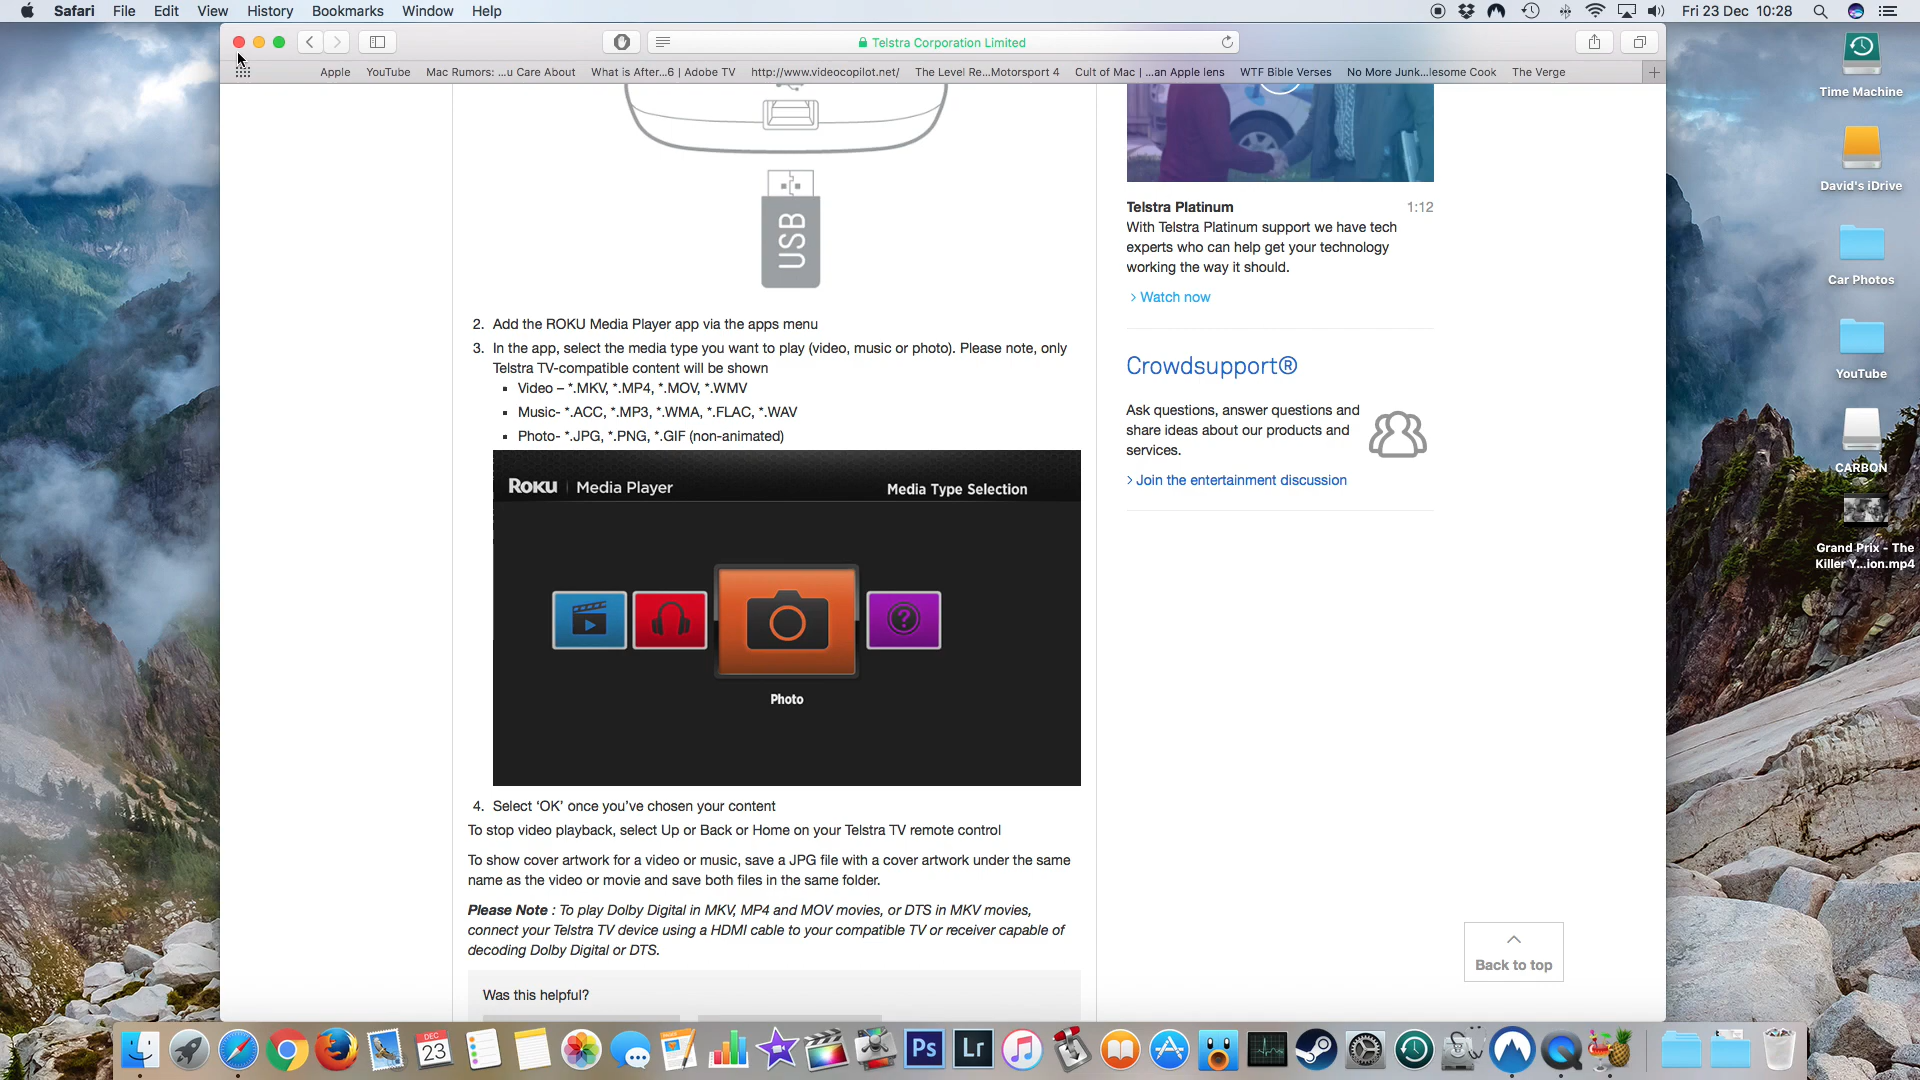 Safari File Edit View History Bookmarks Window Help
Fri 23 Dec 10:28
Telstra Corporation Limited
Apple YouTube Mac Rumors: ...u Care About What is After...6 | Adobe TV http://www.videocopilot.net/ The Level Re...Motorsport 4 Cult of Mac | ...an Apple lens WTF Bible Verses No More Junk...lesome Cook The Verge
USB
2. Add the ROKU Media Player app via the apps menu
3. In the app, select the media type you want to play (video, music or photo). Please note, only
Telstra TV-compatible content will be shown
▪ Video – *.MKV, *.MP4, *.MOV, *.WMV
▪ Music- *.ACC, *.MP3, *.WMA, *.FLAC, *.WAV
▪ Photo- *.JPG, *.PNG, *.GIF (non-animated)
ROKU | Media Player Media Type Selection
?
Photo
4. Select ‘OK’ once you’ve chosen your content
To stop video playback, select Up or Back or Home on your Telstra TV remote control
To show cover artwork for a video or music, save a JPG file with a cover artwork under the same
name as the video or movie and save both files in the same folder.
Please Note : To play Dolby Digital in MKV, MP4 and MOV movies, or DTS in MKV movies,
connect your Telstra TV device using a HDMI cable to your compatible TV or receiver capable of
decoding Dolby Digital or DTS.
Was this helpful?
Telstra Platinum 1:12
With Telstra Platinum support we have tech
experts who can help get your technology
working the way it should.
> Watch now
Crowdsupport®
Ask questions, answer questions and
share ideas about our products and
services.
> Join the entertainment discussion
Back to top
Time Machine
David's iDrive
Car Photos
YouTube
CARBON
Grand Prix - The
Killer Y...ion.mp4
DEC
23
Ps
Lr